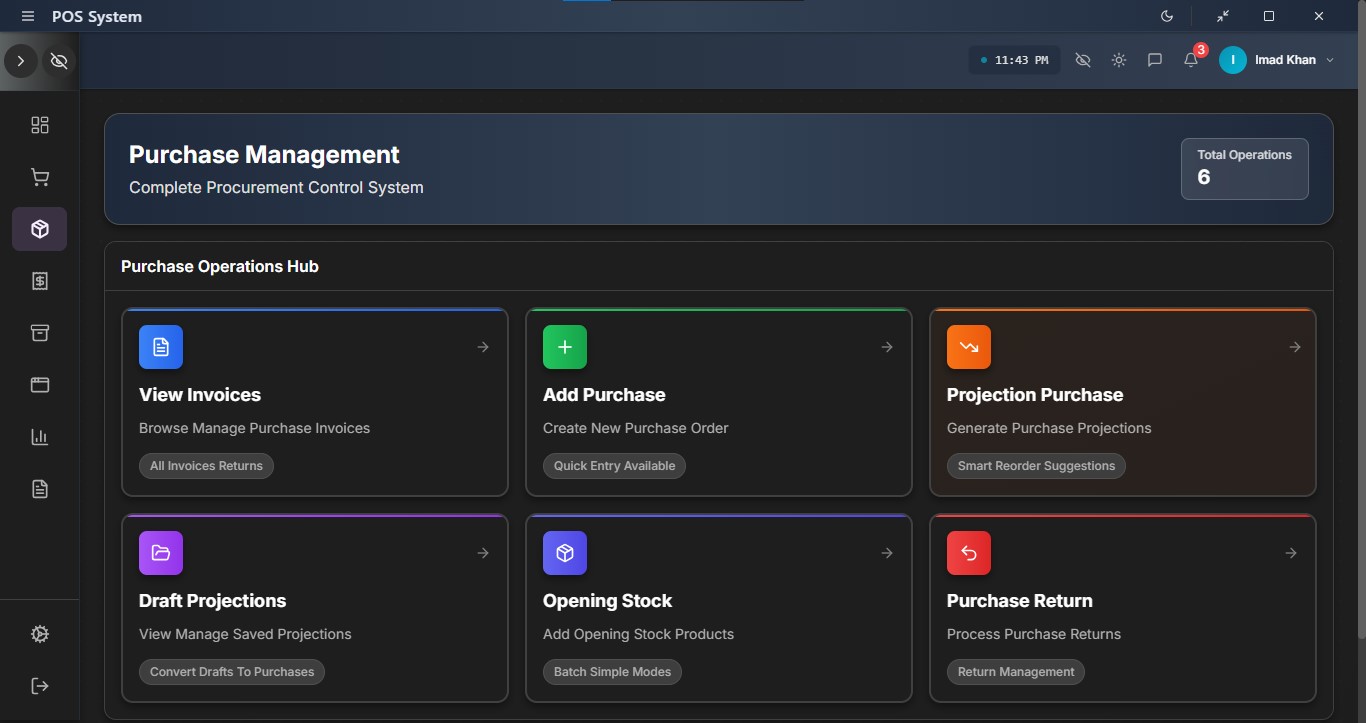 POS System
11:43 PM
3
I
Imad Khan
Purchase Management
Complete Procurement Control System
Total Operations
6
Purchase Operations Hub
View Invoices
Browse Manage Purchase Invoices
All Invoices Returns
Add Purchase
Create New Purchase Order
Quick Entry Available
Projection Purchase
Generate Purchase Projections
Smart Reorder Suggestions
Draft Projections
View Manage Saved Projections
Convert Drafts To Purchases
Opening Stock
Add Opening Stock Products
Batch Simple Modes
Purchase Return
Process Purchase Returns
Return Management